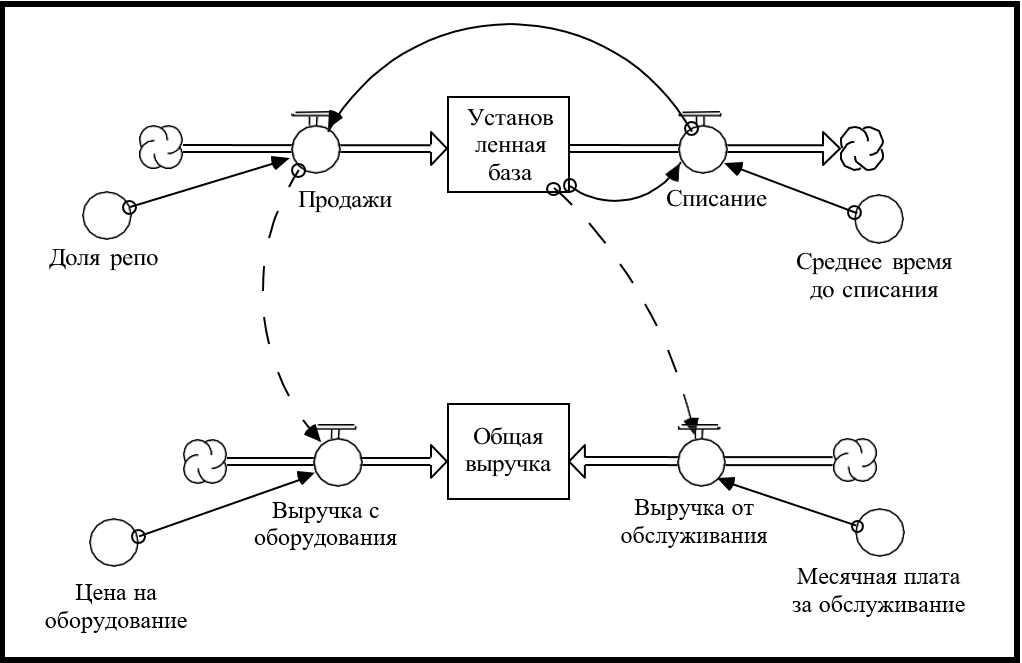 Установ
ленная
база
Продажи
Списание
Доля репо
Среднее время
до списания
Общая
выручка
Выручка с
оборудования
Выручка от
обслуживания
Цена на
оборудование
Месячная плата
за обслуживание